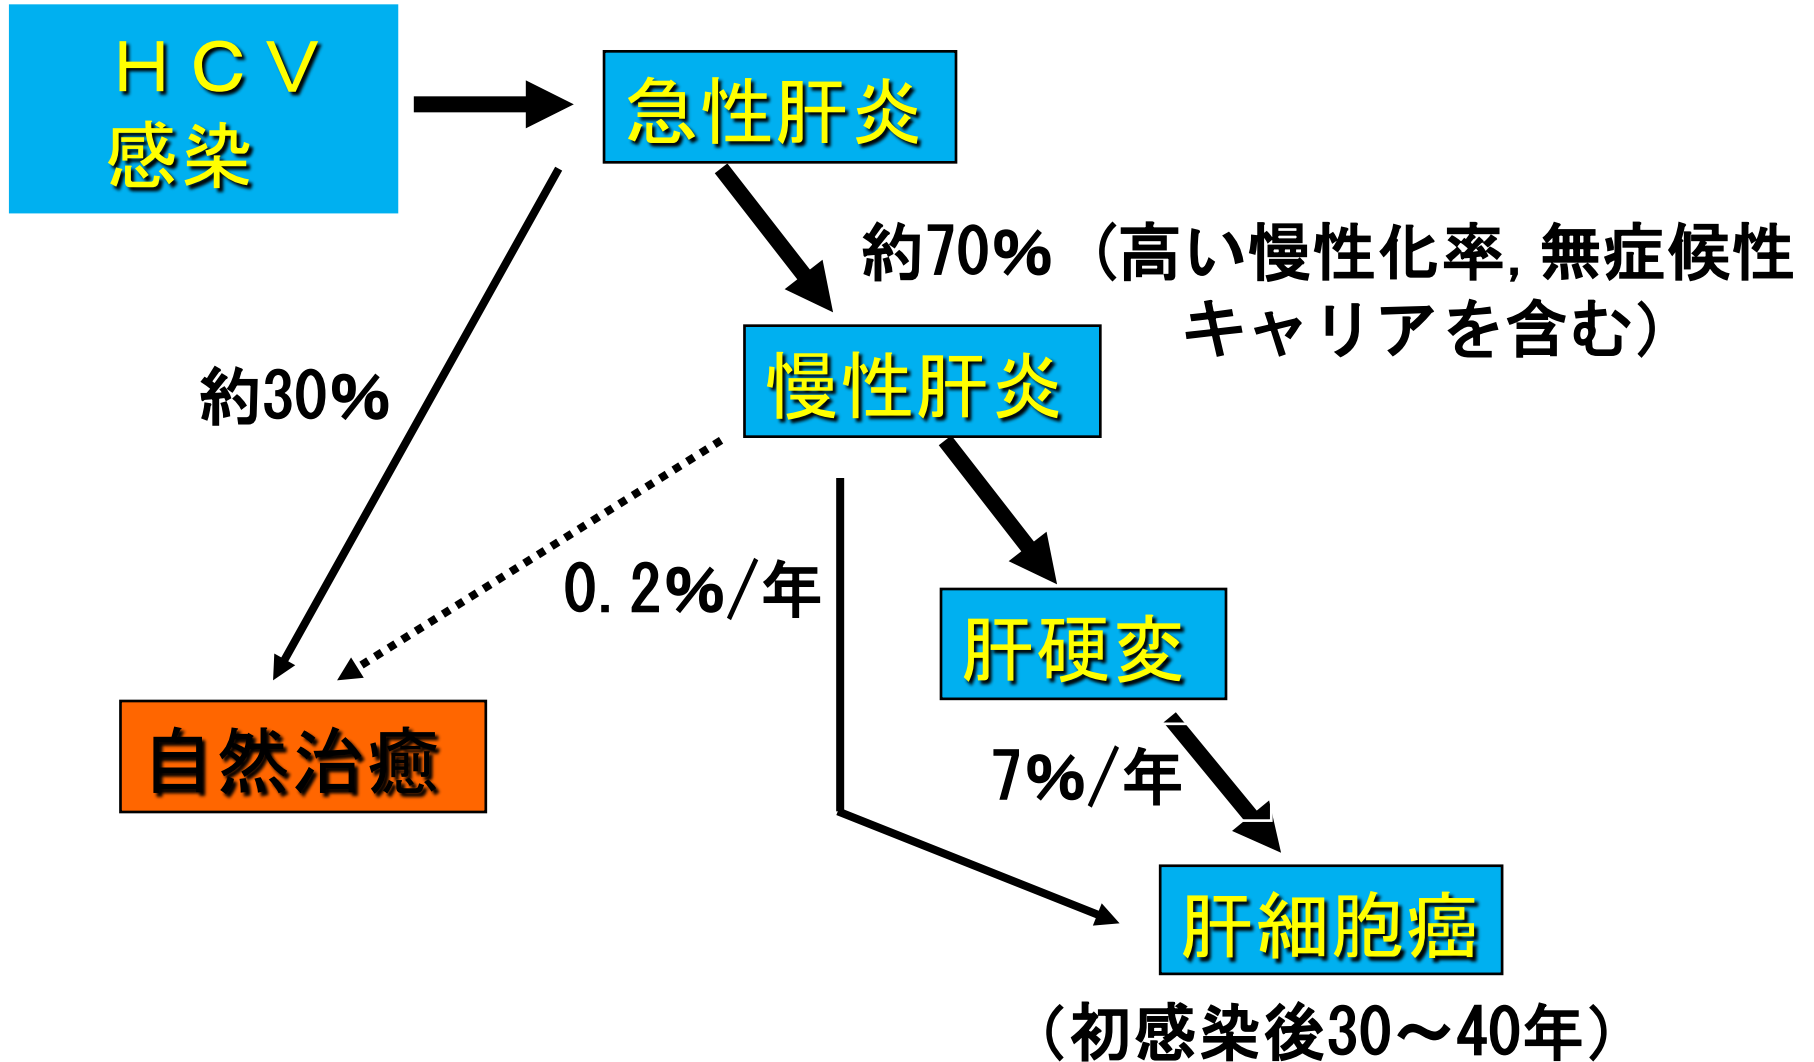 ＨＣＶ
感染
急性肝炎
約70％（高い慢性化率，無症候性
キャリアを含む）
慢性肝炎
約30％
0.2％/年
肝硬変
自然治癒
7％/年
肝細胞癌
（初感染後30～40年）